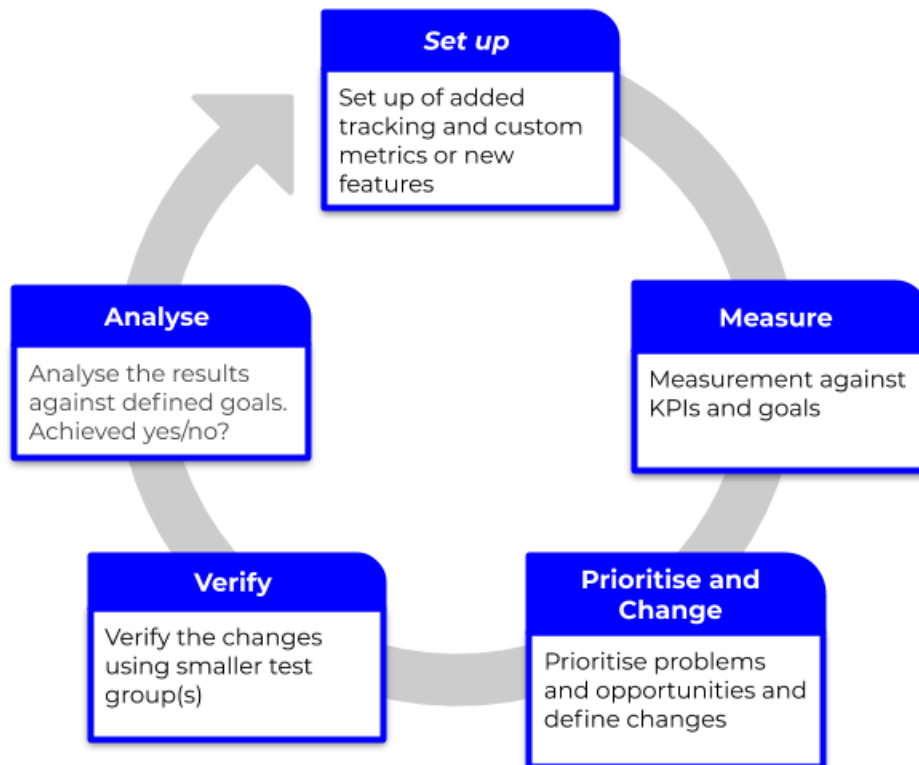 Set up
Set up of added
tracking and custom
metrics or new
features
Measure
Measurement against
KPIs and goals
Prioritise and
Change
Prioritise problems
and opportunities and
define changes
Verify
Verify the changes
using smaller test
group(s)
Analyse
Analyse the results
against defined goals.
Achieved yes/no?